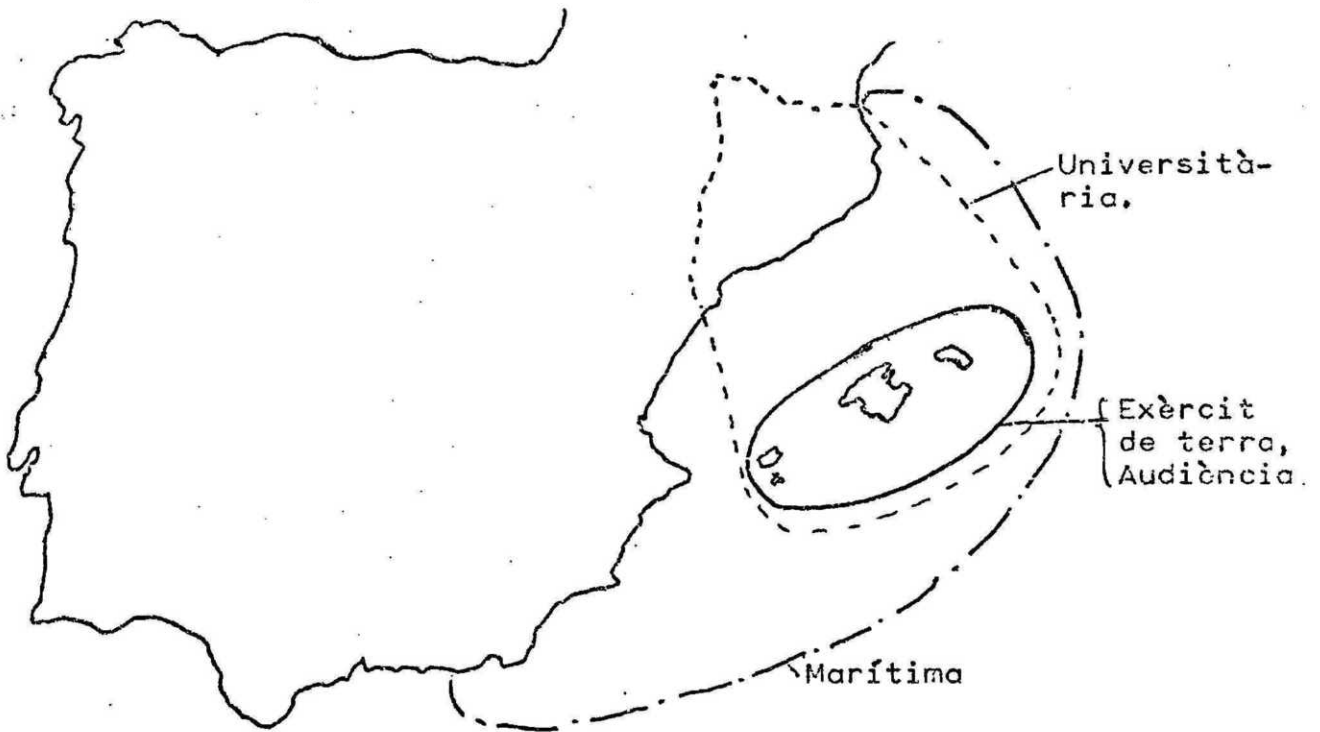 Università-
ria.
Exèrcit
de terra,
Audiència.
Marítima